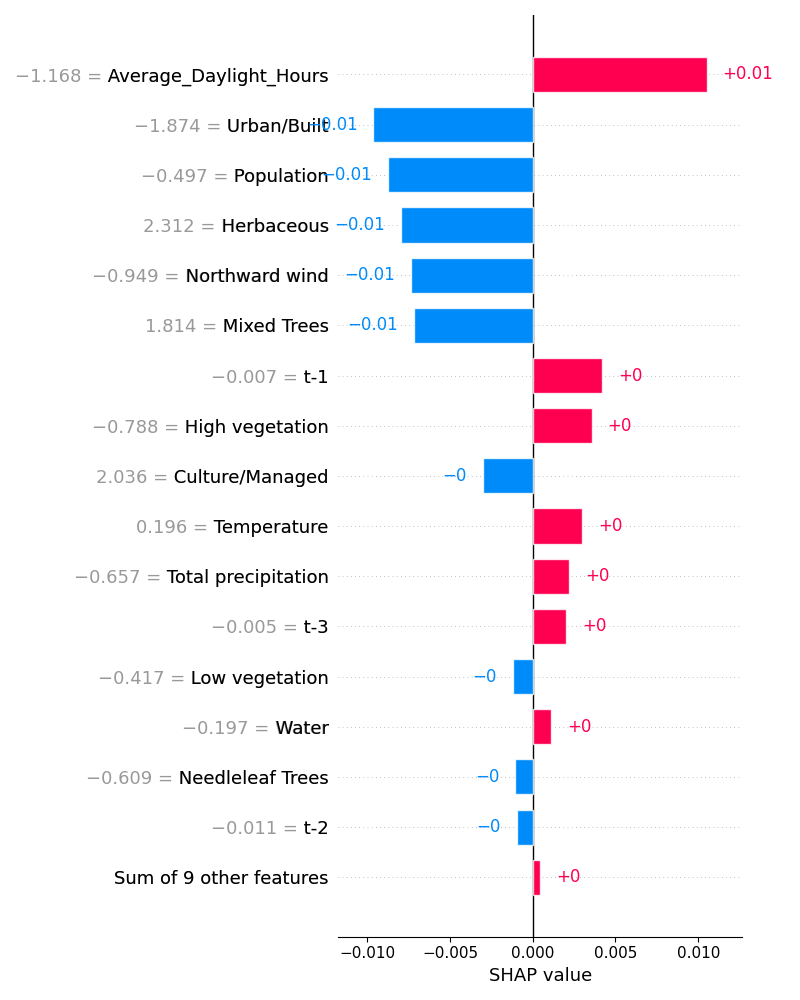 −1.168 = Average_Daylight_Hours +0.01
−1.874 = Urban/Built −0.01
−0.497 = Population −0.01
2.312 = Herbaceous −0.01
−0.949 = Northward wind −0.01
1.814 = Mixed Trees −0.01
−0.007 = t-1 +0
−0.788 = High vegetation +0
2.036 = Culture/Managed −0
0.196 = Temperature +0
−0.657 = Total precipitation +0
−0.005 = t-3 +0
−0.417 = Low vegetation −0
−0.197 = Water +0
−0.609 = Needleleaf Trees −0
−0.011 = t-2 −0
Sum of 9 other features +0
−0.010 −0.005 0.000 0.005 0.010
SHAP value